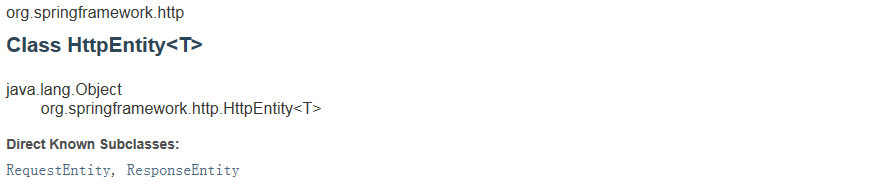 org.springframework.http
Class HttpEntity<T>
java.lang.Object
org.springframework.http.HttpEntity<T>
Direct Known Subclasses:
RequestEntity, ResponseEntity